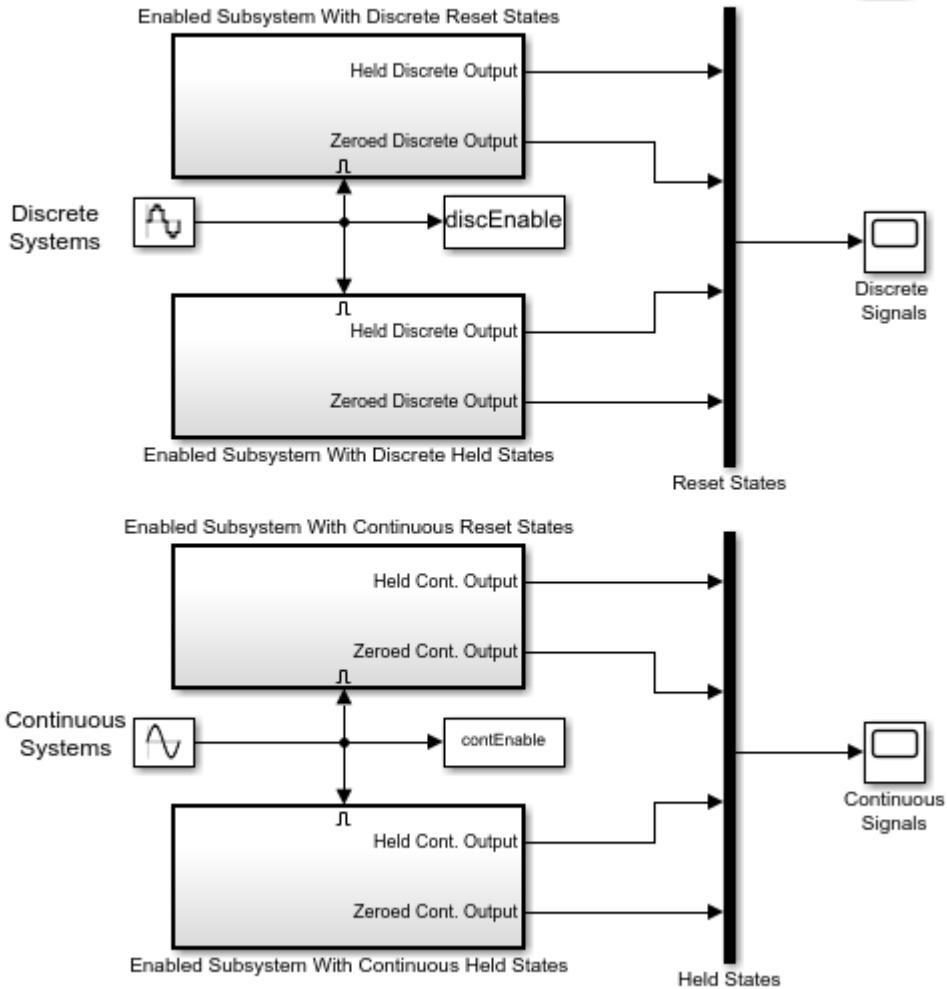 Enabled Subsystem With Discrete Reset States
Held Discrete Output
Zeroed Discrete Output
Discrete
Systems
discEnable
Held Discrete Output
Zeroed Discrete Output
Enabled Subsystem With Discrete Held States
Discrete
Signals
Reset States
Enabled Subsystem With Continuous Reset States
Held Cont. Output
Zeroed Cont. Output
Continuous
Systems
contEnable
Held Cont. Output
Zeroed Cont. Output
Enabled Subsystem With Continuous Held States
Continuous
Signals
Held States